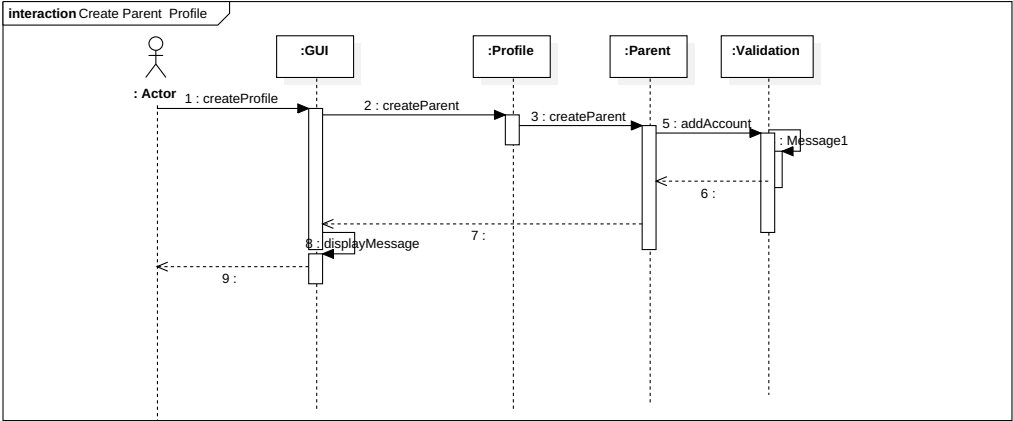 interaction Create Parent Profile
:GUI
:Profile
:Parent
:Validation
: Actor
1 : createProfile
2 : createParent
3 : createParent
5 : addAccount
: Message1
6 :
7 :
8 : displayMessage
9 :